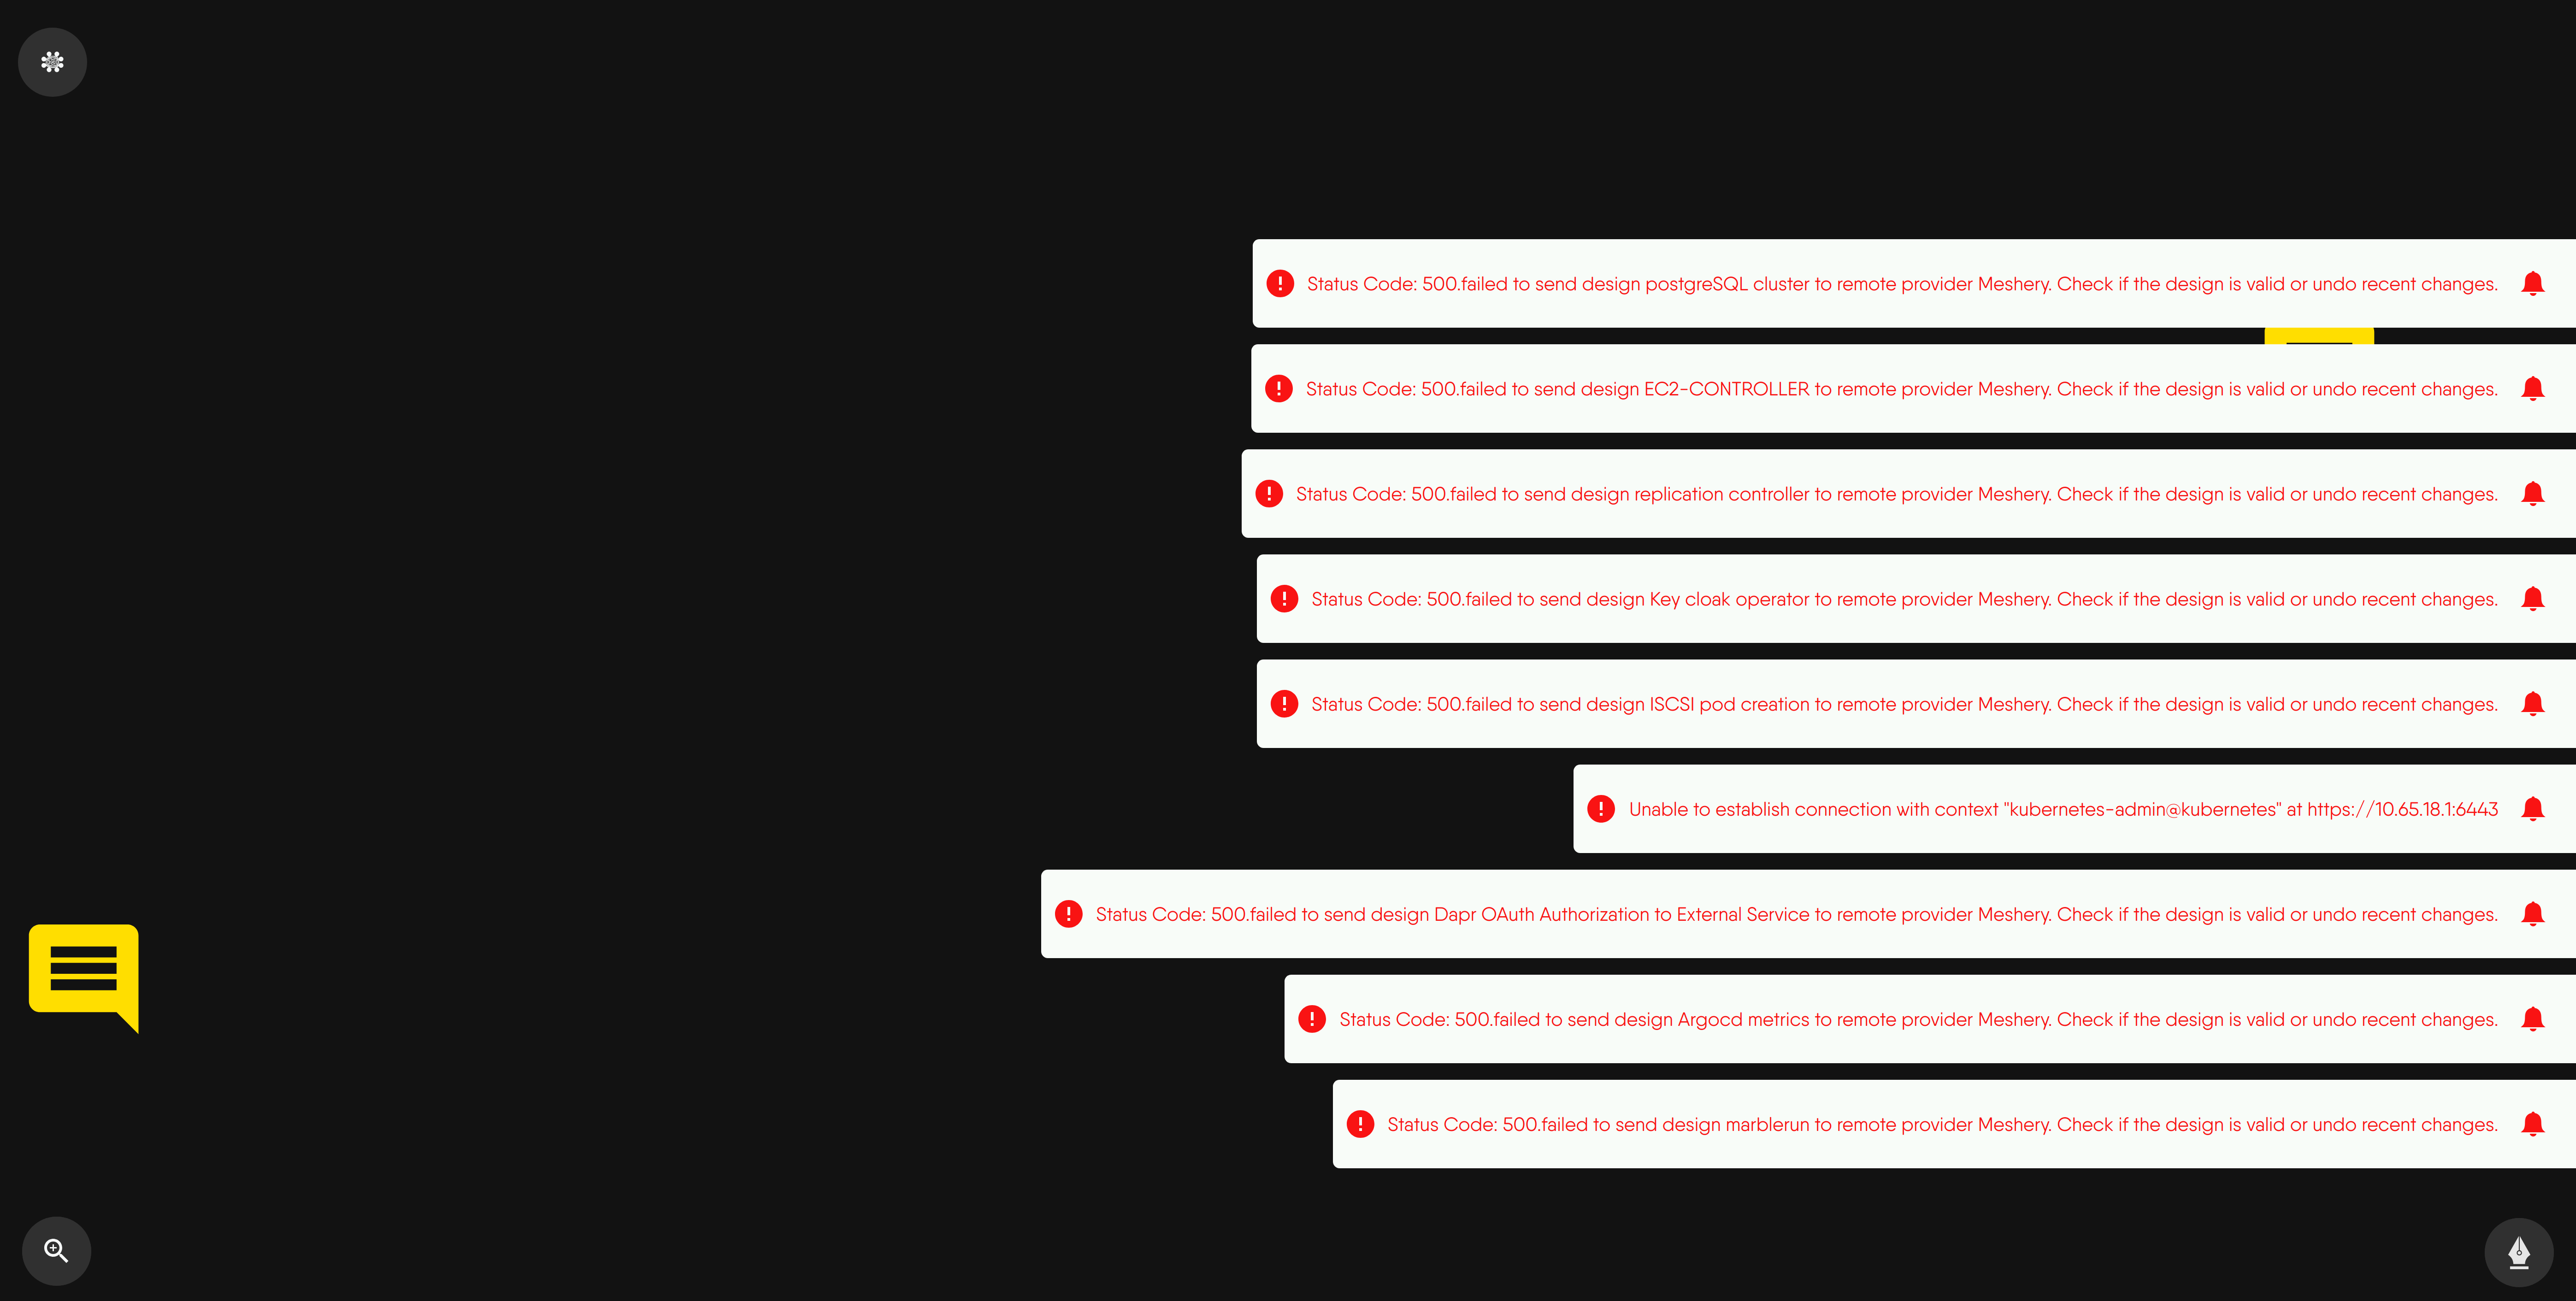 Status Code: 500.failed to send design postgreSQL cluster to remote provider Meshery. Check if the design is valid or undo recent changes.
Status Code: 500.failed to send design EC2-CONTROLLER to remote provider Meshery. Check if the design is valid or undo recent changes.
Status Code: 500.failed to send design replication controller to remote provider Meshery. Check if the design is valid or undo recent changes.
Status Code: 500.failed to send design Key cloak operator to remote provider Meshery. Check if the design is valid or undo recent changes.
Status Code: 500.failed to send design ISCSI pod creation to remote provider Meshery. Check if the design is valid or undo recent changes.
Unable to establish connection with context "kubernetes-admin@kubernetes" at https://10.65.18.1:6443
Status Code: 500.failed to send design Dapr OAuth Authorization to External Service to remote provider Meshery. Check if the design is valid or undo recent changes.
Status Code: 500.failed to send design Argocd metrics to remote provider Meshery. Check if the design is valid or undo recent changes.
Status Code: 500.failed to send design marblerun to remote provider Meshery. Check if the design is valid or undo recent changes.